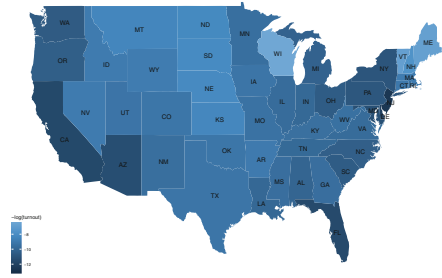 WA
MT
ND
MN
ME
OR
ID
SD
WI
VT
NH
WY
MI
NY
MA
NE
IA
PA
NV
UT
CO
IL
IN
OH
CA
KS
MO
WV
VA
KY
AZ
NM
OK
AR
TN
NC
SC
TX
LA
MS
AL
GA
FL
−log(turnout)